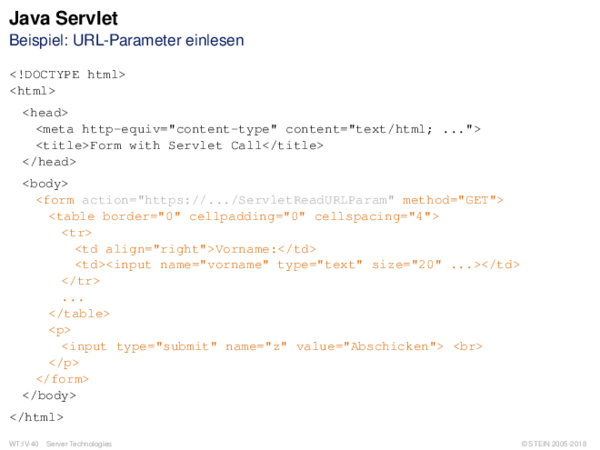 Java Servlet
Beispiel: URL-Parameter einlesen
<!DOCTYPE html>
<html>
<head>
<meta http-equiv="content-type" content="text/html; ...">
<title>Form with Servlet Call</title>
</head>
<body>
<form action="https://.../ServletReadURLParam" method="GET">
<table border="0" cellpadding="0" cellspacing="4">
<tr>
<td align="right">Vorname:</td>
<td><input name="vorname" type="text" size="20" ...></td>
</tr>
...
</table>
<p>
<input type="submit" name="z" value="Abschicken"> <br>
</p>
</form>
</body>
</html>
WT:IV-40 Server Technologies © STEIN 2005-2018